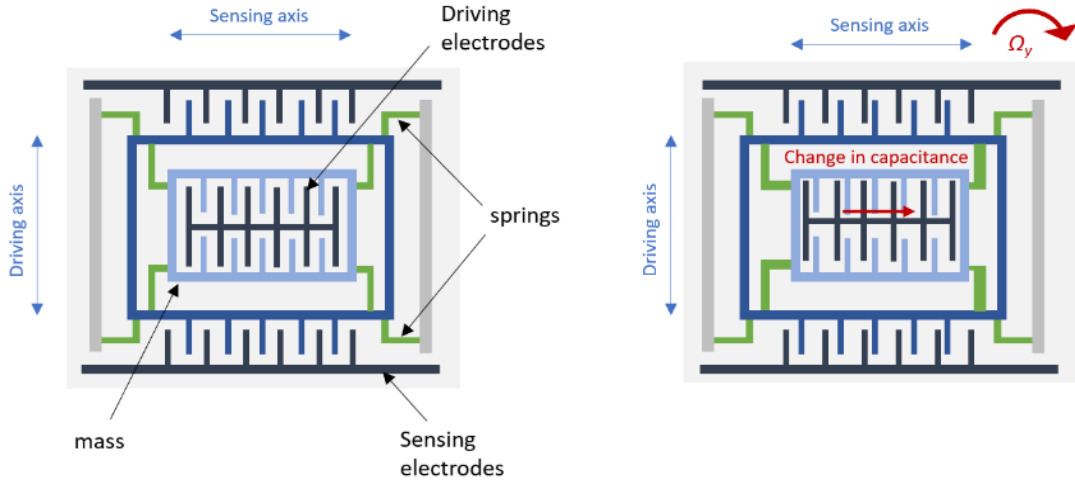 Sensing axis
Driving
electrodes
Driving axis
springs
mass
Sensing
electrodes
Sensing axis
Ωy
Change in capacitance
Driving axis